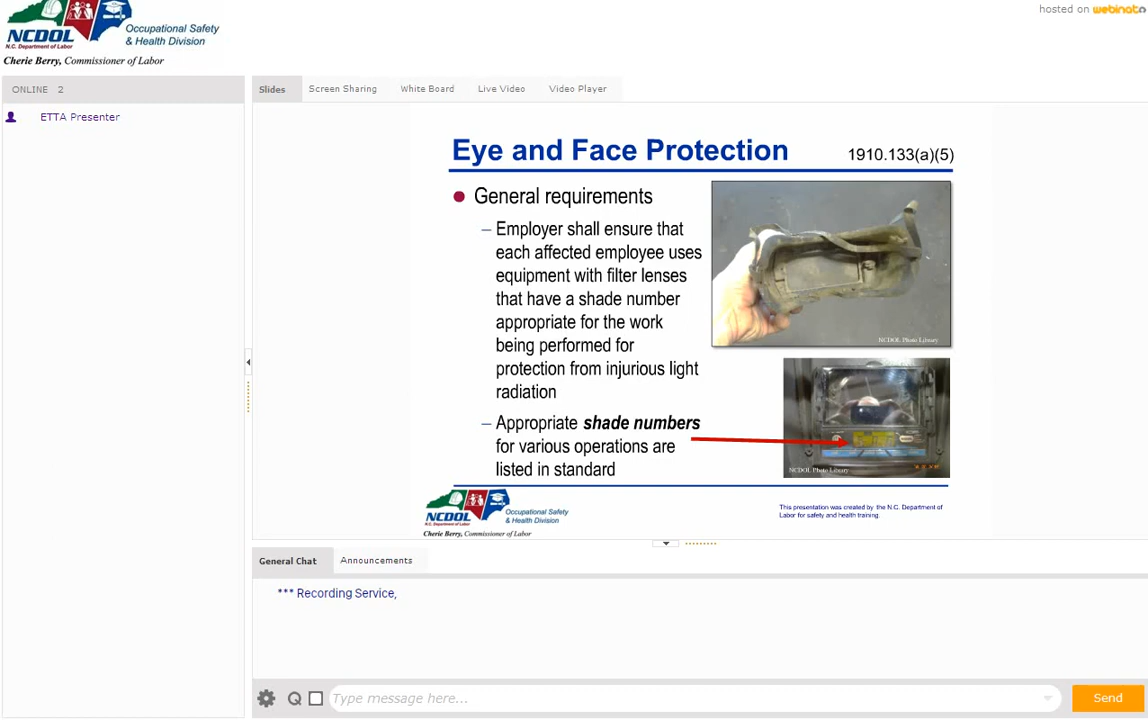 NCDOL
N.C. Department of Labor
Occupational Safety
& Health Division
Cherie Berry, Commissioner of Labor
hosted on webinato
ONLINE 2
ETTA Presenter
Slides Screen Sharing White Board Live Video Video Player
Eye and Face Protection 1910.133(a)(5)
● General requirements
– Employer shall ensure that
each affected employee uses
equipment with filter lenses
that have a shade number
appropriate for the work
being performed for
protection from injurious light
radiation
– Appropriate shade numbers
for various operations are
listed in standard
NCDOL Photo Library
NCDOL Photo Library
NCDOL
N.C. Department of Labor
Occupational Safety
& Health Division
Cherie Berry, Commissioner of Labor
This presentation was created by the N.C. Department of
Labor for safety and health training.
General Chat Announcements
*** Recording Service,
Type message here...
Send